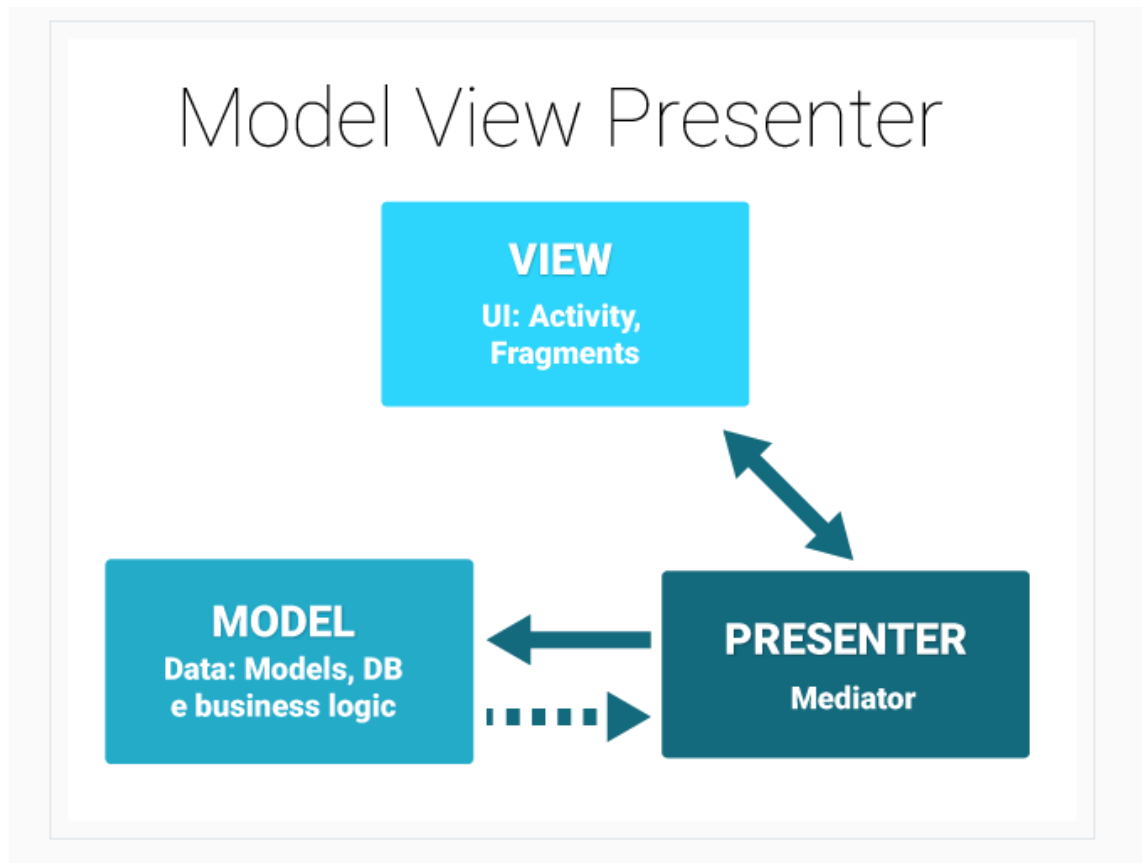 Model View Presenter
VIEW
UI: Activity,
Fragments
MODEL
Data: Models, DB
e business logic
PRESENTER
Mediator